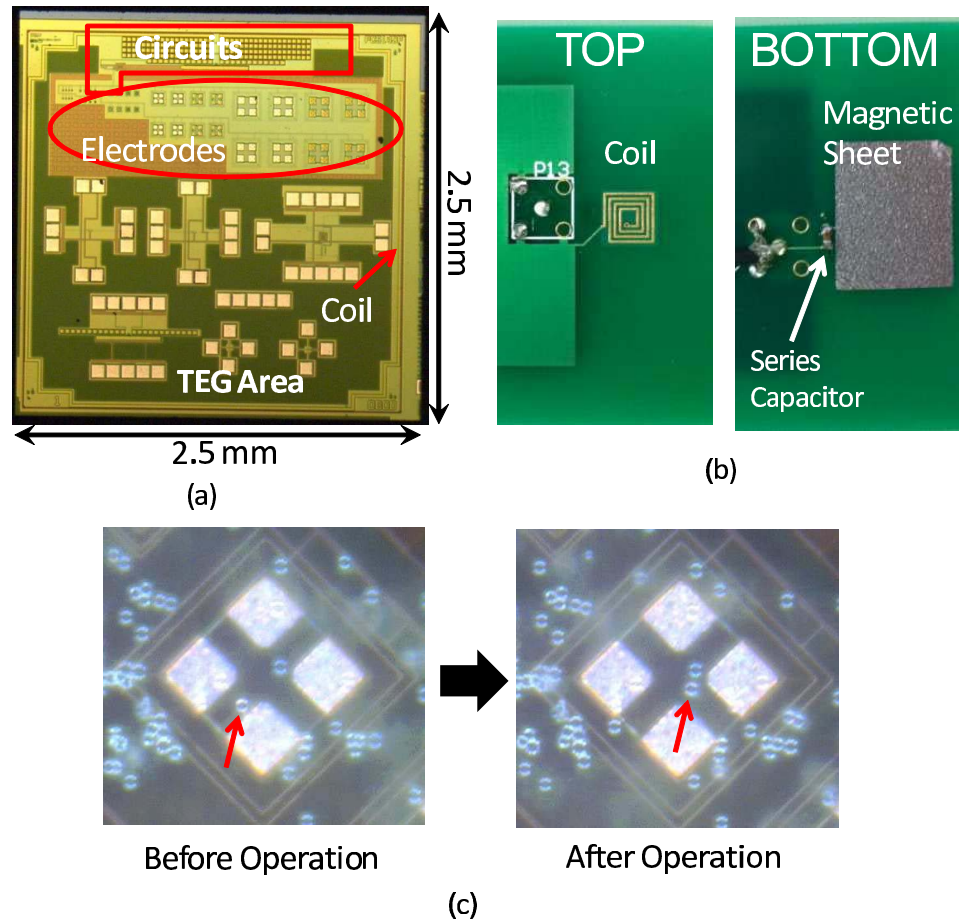 Circuits
Electrodes
Coil
TEG Area
2.5 mm
2.5 mm
(a)
TOP
P13
Coil
BOTTOM
Magnetic
Sheet
Series
Capacitor
(b)
Before Operation
After Operation
(c)